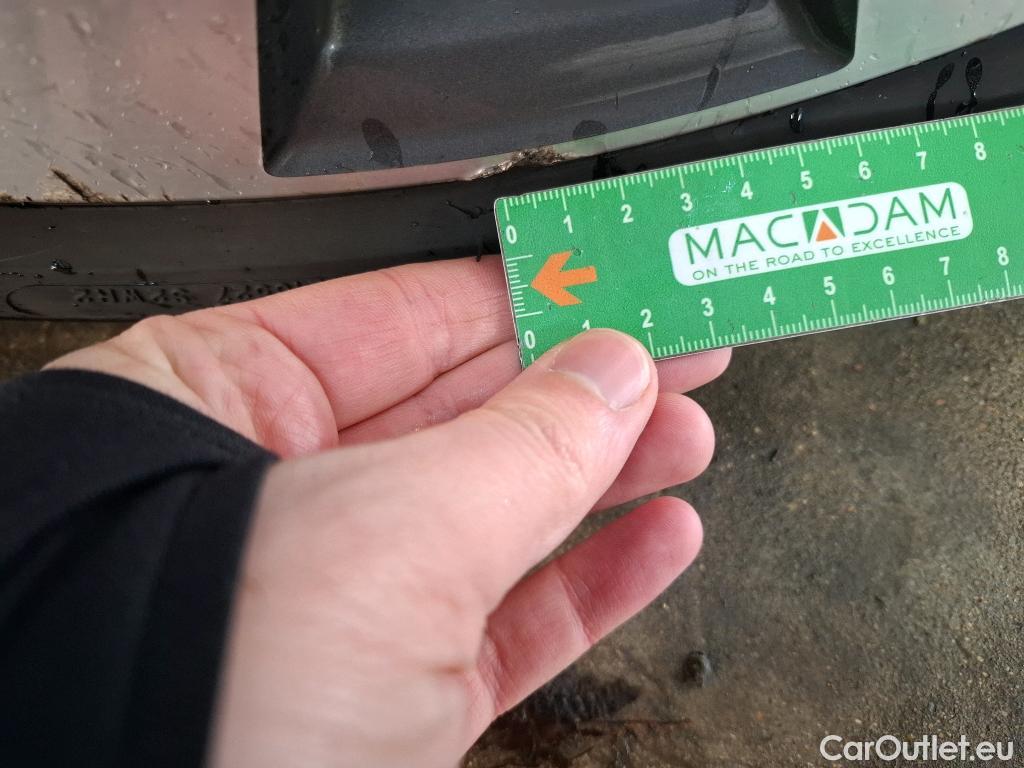 0 1 2 3 4 5 6 7 8
MACADAM
ON THE ROAD TO EXCELLENCE
0 1 2 3 4 5 6 7 8
CarOutlet.eu